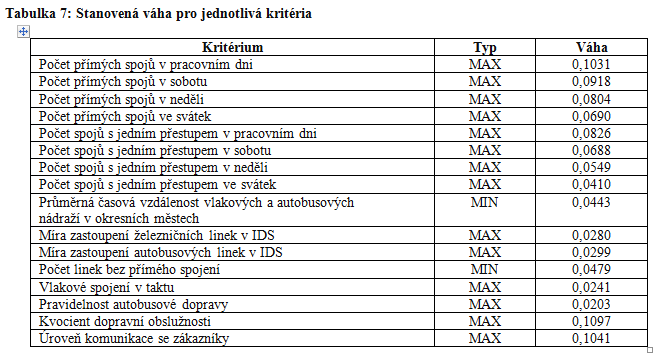 Tabulka 7: Stanovená váha pro jednotlivá kritéria
Kritérium Typ Váha
Počet přímých spojů v pracovním dni MAX 0,1031
Počet přímých spojů v sobotu MAX 0,0918
Počet přímých spojů v neděli MAX 0,0804
Počet přímých spojů ve svátek MAX 0,0690
Počet spojů s jedním přestupem v pracovním dni MAX 0,0826
Počet spojů s jedním přestupem v sobotu MAX 0,0688
Počet spojů s jedním přestupem v neděli MAX 0,0549
Počet spojů s jedním přestupem ve svátek MAX 0,0410
Průměrná časová vzdálenost vlakových a autobusových MIN 0,0443
nádraží v okresních městech
Míra zastoupení železničních linek v IDS MAX 0,0280
Míra zastoupení autobusových linek v IDS MAX 0,0299
Počet linek bez přímého spojení MIN 0,0479
Vlakové spojení v taktu MAX 0,0241
Pravidelnost autobusové dopravy MAX 0,0203
Kvocient dopravní obslužnosti MAX 0,1097
Úroveň komunikace se zákazníky MAX 0,1041